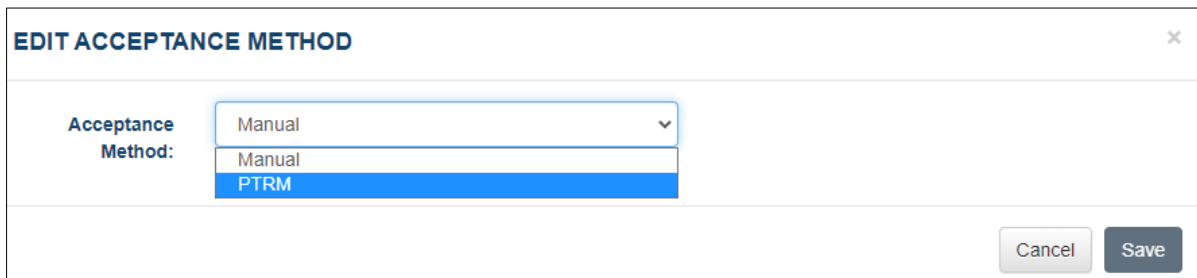 EDIT ACCEPTANCE METHOD ×
Acceptance Method:
Manual
Manual
PTRM
Cancel Save